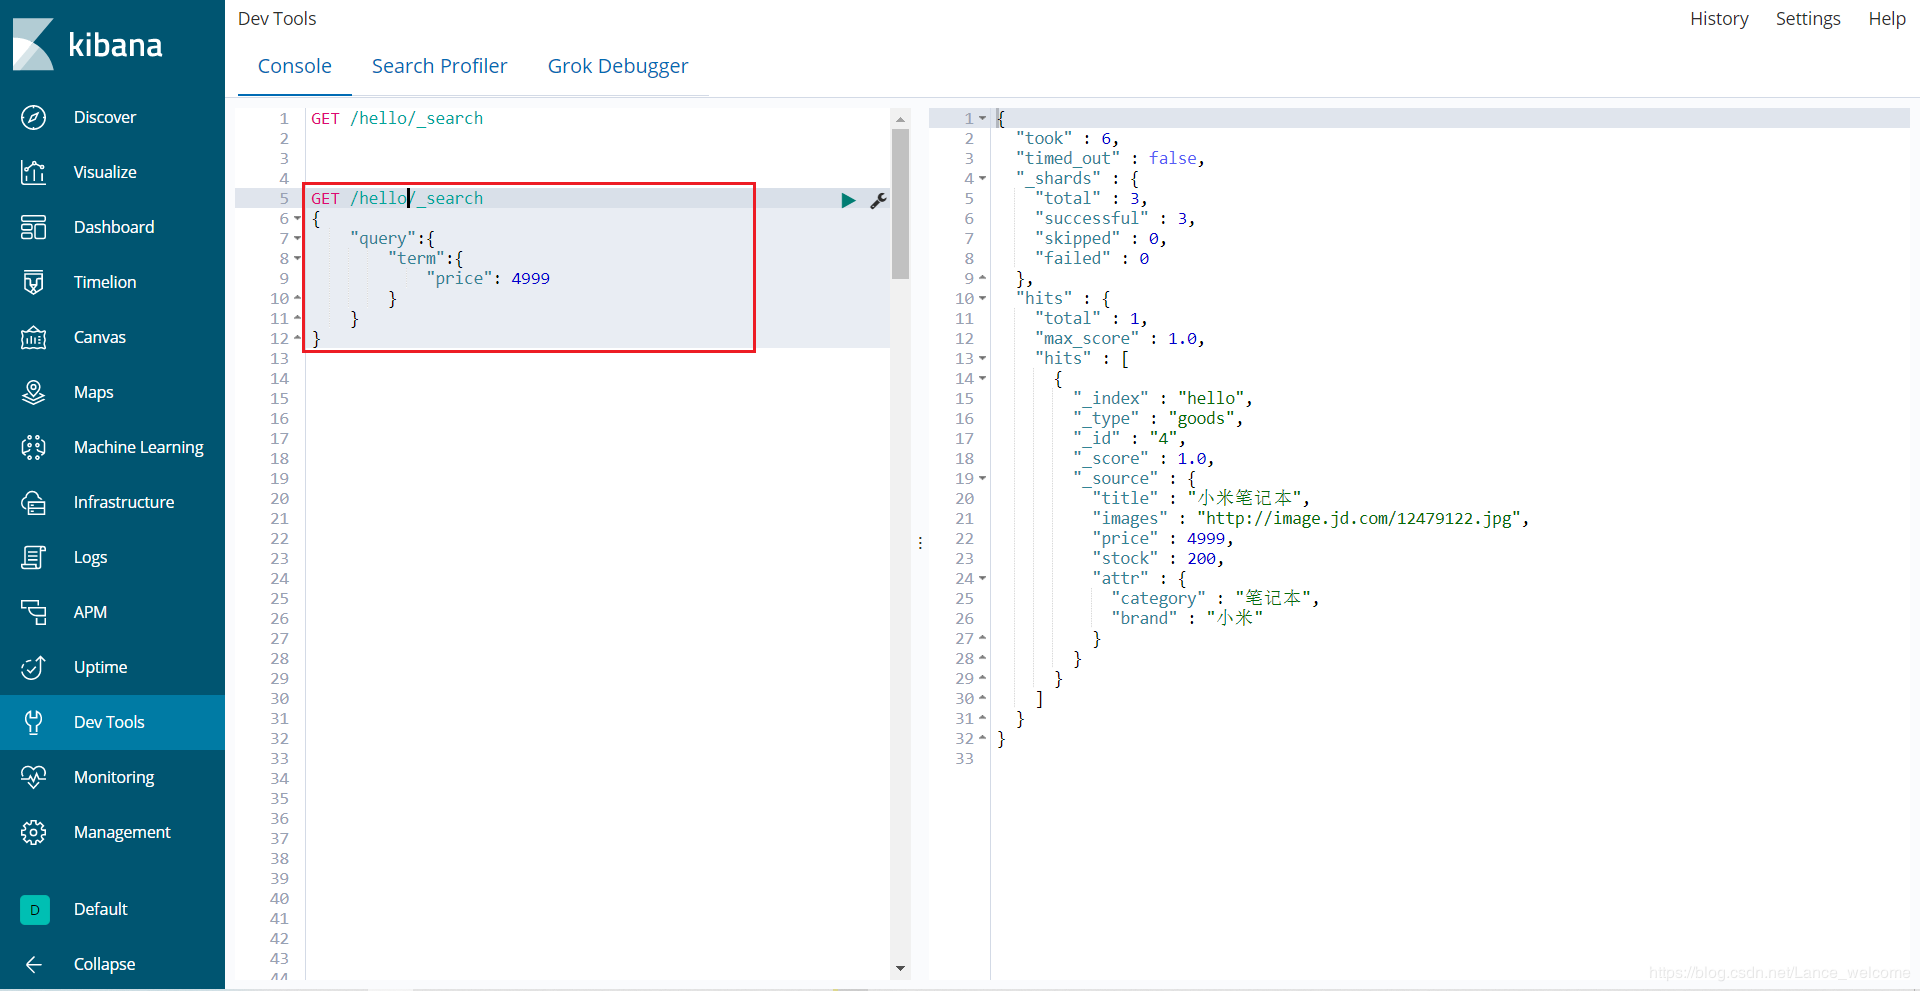 kibana
Discover
Visualize
Dashboard
Timelion
Canvas
Maps
Machine Learning
Infrastructure
Logs
APM
Uptime
Dev Tools
Monitoring
Management
D
Default
Collapse
Dev Tools
History
Settings
Help
Console
Search Profiler
Grok Debugger
1 GET /hello/_search
2
3
4
5 GET /hello/_search
6 {
7 "query":{
8 "term":{
9 "price": 4999
10 }
11 }
12 }
13
14
15
16
17
18
19
20
21
22
23
24
25
26
27
28
29
30
31
32
33
34
35
36
37
38
39
40
41
42
43
44
1 {
2 "took" : 6,
3 "timed_out" : false,
4 "_shards" : {
5 "total" : 3,
6 "successful" : 3,
7 "skipped" : 0,
8 "failed" : 0
9 },
10 "hits" : {
11 "total" : 1,
12 "max_score" : 1.0,
13 "hits" : [
14 {
15 "_index" : "hello",
16 "_type" : "goods",
17 "_id" : "4",
18 "_score" : 1.0,
19 "_source" : {
20 "title" : "小米笔记本",
21 "images" : "http://image.jd.com/12479122.jpg",
22 "price" : 4999,
23 "stock" : 200,
24 "attr" : {
25 "category" : "笔记本",
26 "brand" : "小米"
27 }
28 }
29 }
30 ]
31 }
32 }
33
https://blog.csdn.net/Lance_welcome